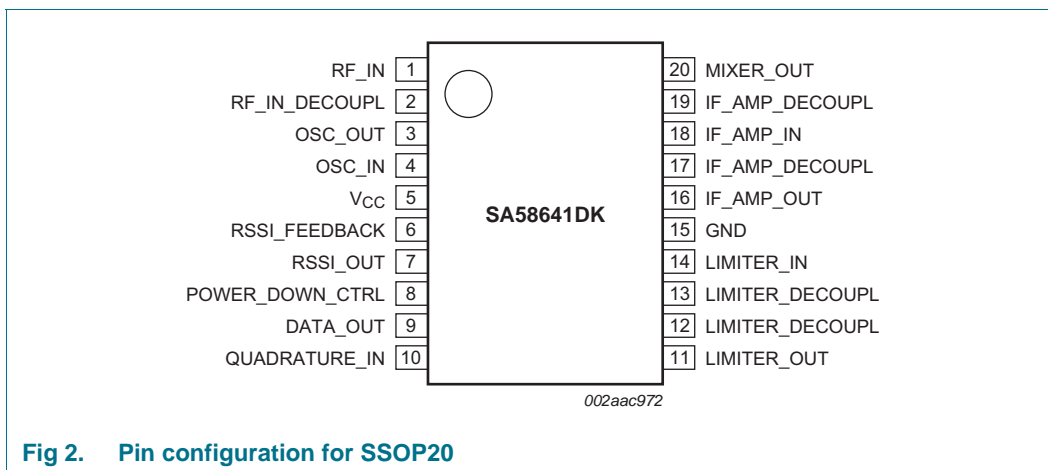 RF_IN 1
RF_IN_DECOUPL 2
OSC_OUT 3
OSC_IN 4
VCC 5
RSSI_FEEDBACK 6
RSSI_OUT 7
POWER_DOWN_CTRL 8
DATA_OUT 9
QUADRATURE_IN 10
SA58641DK
20 MIXER_OUT
19 IF_AMP_DECOUPL
18 IF_AMP_IN
17 IF_AMP_DECOUPL
16 IF_AMP_OUT
15 GND
14 LIMITER_IN
13 LIMITER_DECOUPL
12 LIMITER_DECOUPL
11 LIMITER_OUT
002aac972
Fig 2. Pin configuration for SSOP20